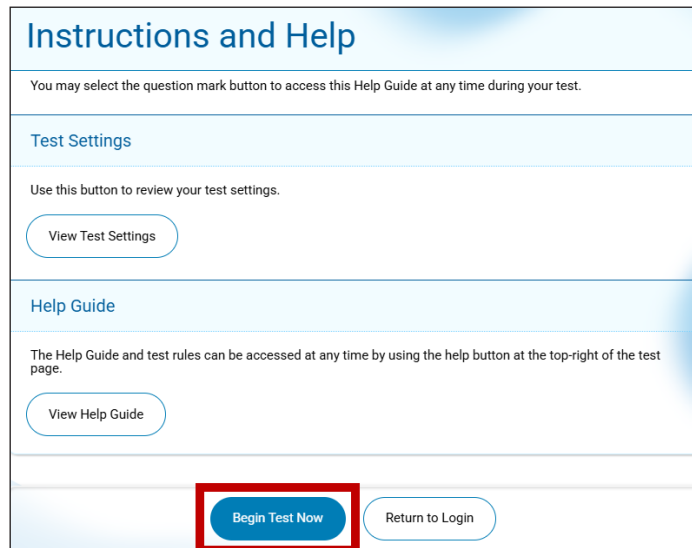 Instructions and Help
You may select the question mark button to access this Help Guide at any time during your test.
Test Settings
Use this button to review your test settings.
View Test Settings
Help Guide
The Help Guide and test rules can be accessed at any time by using the help button at the top-right of the test
page.
View Help Guide
Begin Test Now
Return to Login